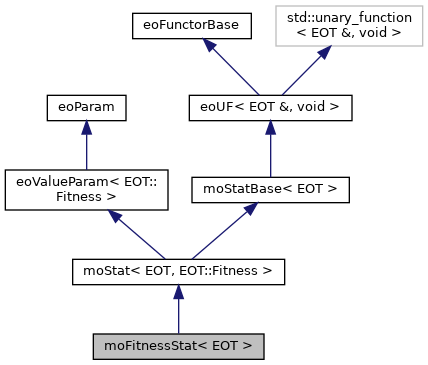 std::unary_function
< EOT &, void >
eoFunctorBase
eoParam
eoUF< EOT &, void >
eoValueParam< EOT::
Fitness >
moStatBase< EOT >
moStat< EOT, EOT::Fitness >
moFitnessStat< EOT >